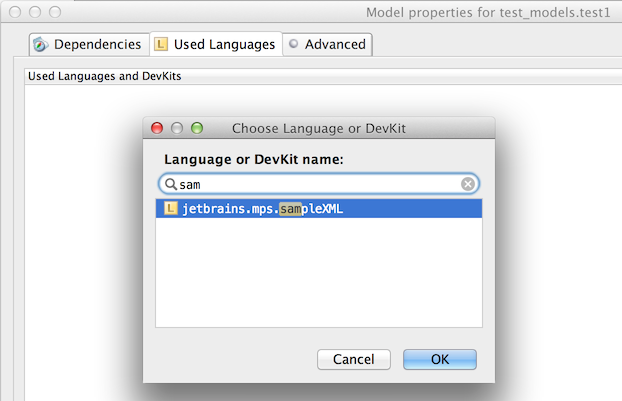 Model properties for test_models.test1
Dependencies
L Used Languages
Advanced
Used Languages and DevKits
Choose Language or DevKit
Language or DevKit name:
sam
L jetbrains.mps.sampleXML
Cancel
OK